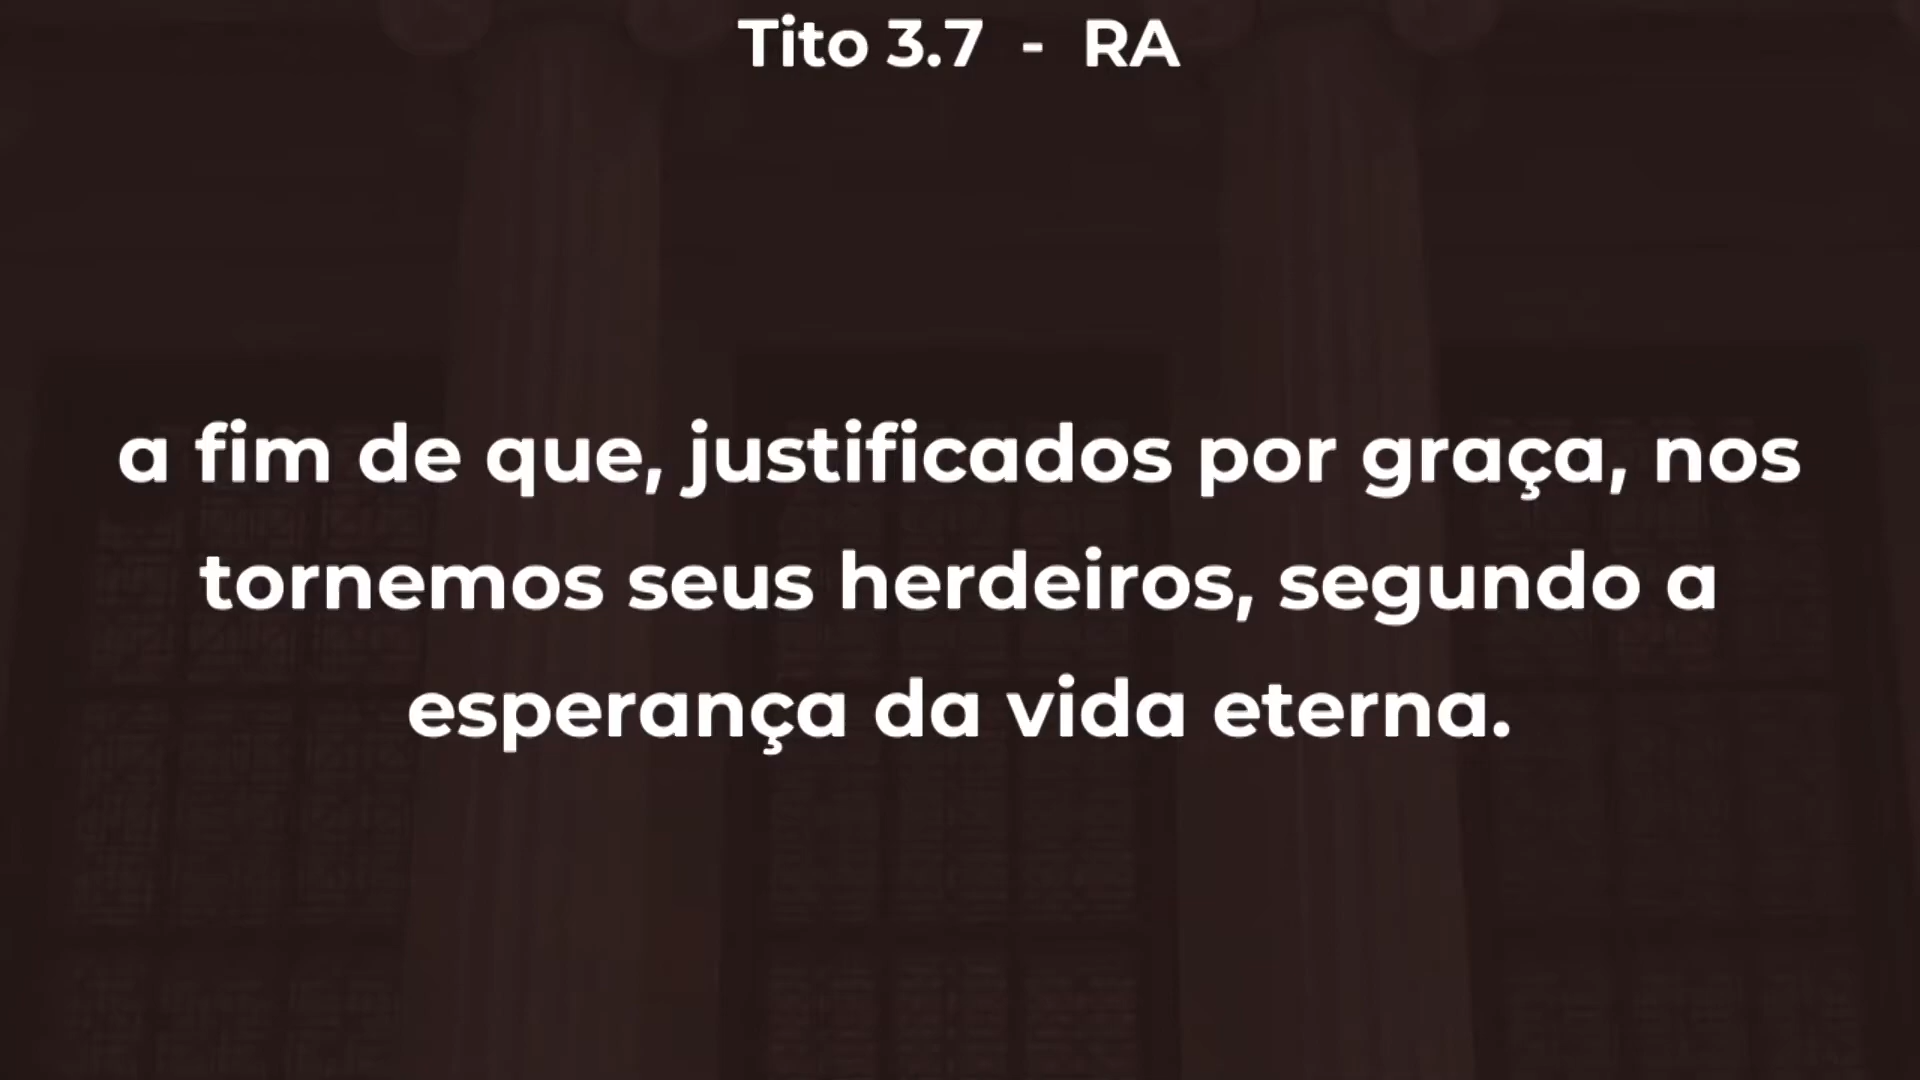 Tito 3.7 - RA
a fim de que, justificados por graça, nos
tornemos seus herdeiros, segundo a
esperança da vida eterna.